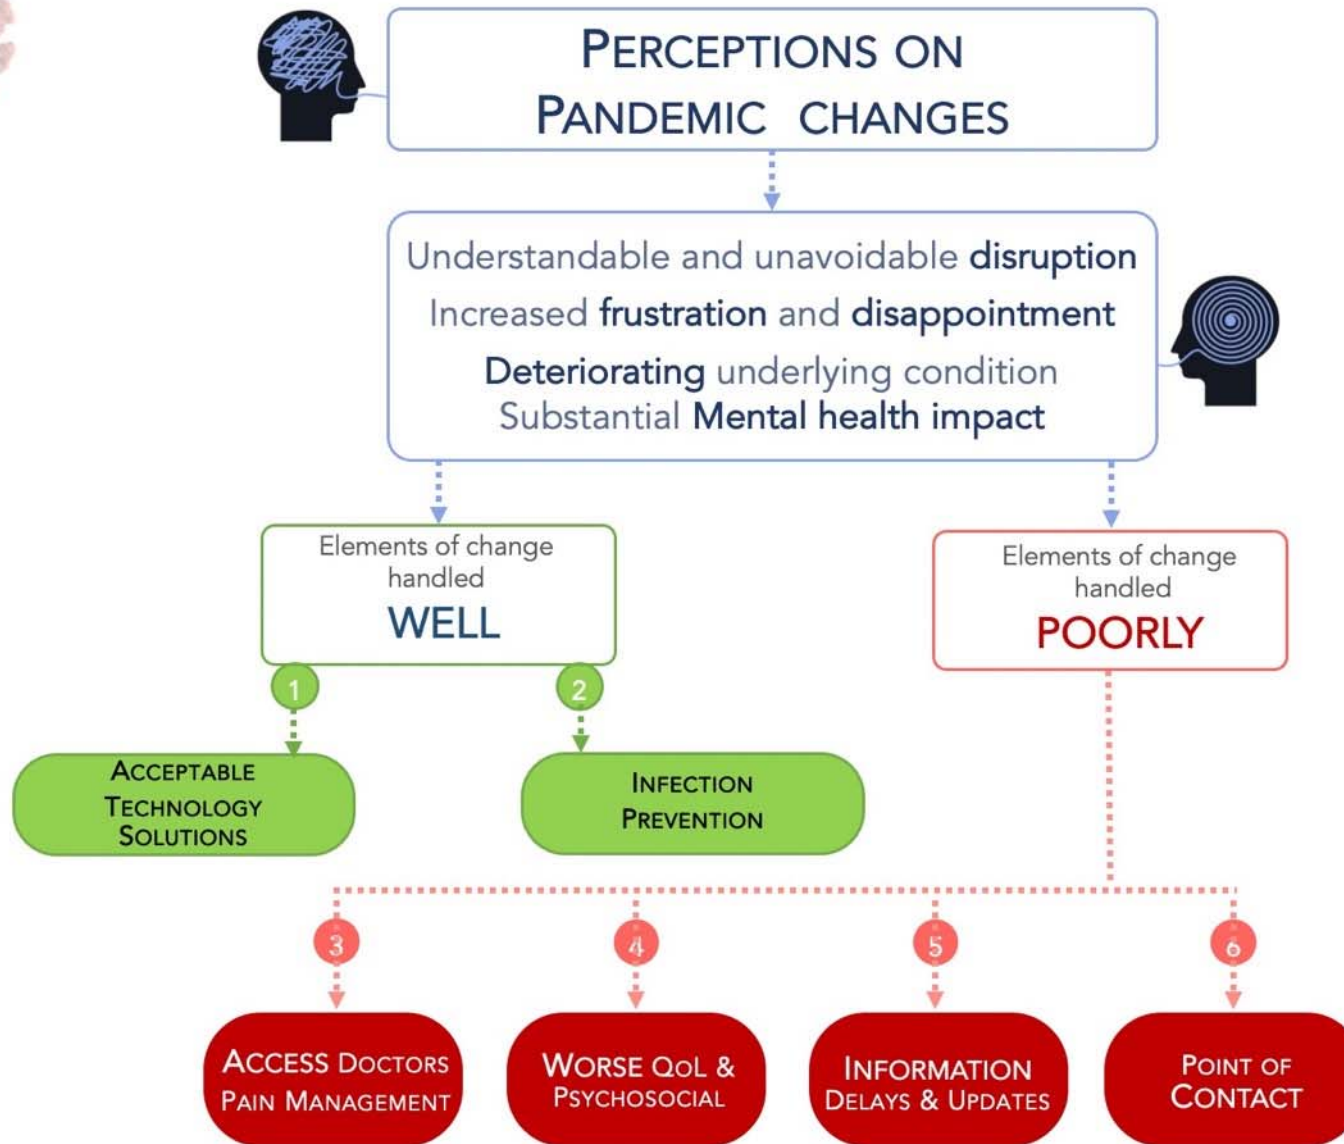 PERCEPTIONS ON
PANDEMIC CHANGES
Understandable and unavoidable disruption
Increased frustration and disappointment
Deteriorating underlying condition
Substantial Mental health impact
Elements of change
handled
WELL
Elements of change
handled
POORLY
1
2
ACCEPTABLE
TECHNOLOGY
SOLUTIONS
INFECTION
PREVENTION
3
4
5
6
ACCESS DOCTORS
PAIN MANAGEMENT
WORSE QOL &
PSYCHOSOCIAL
INFORMATION
DELAYS & UPDATES
POINT OF
CONTACT